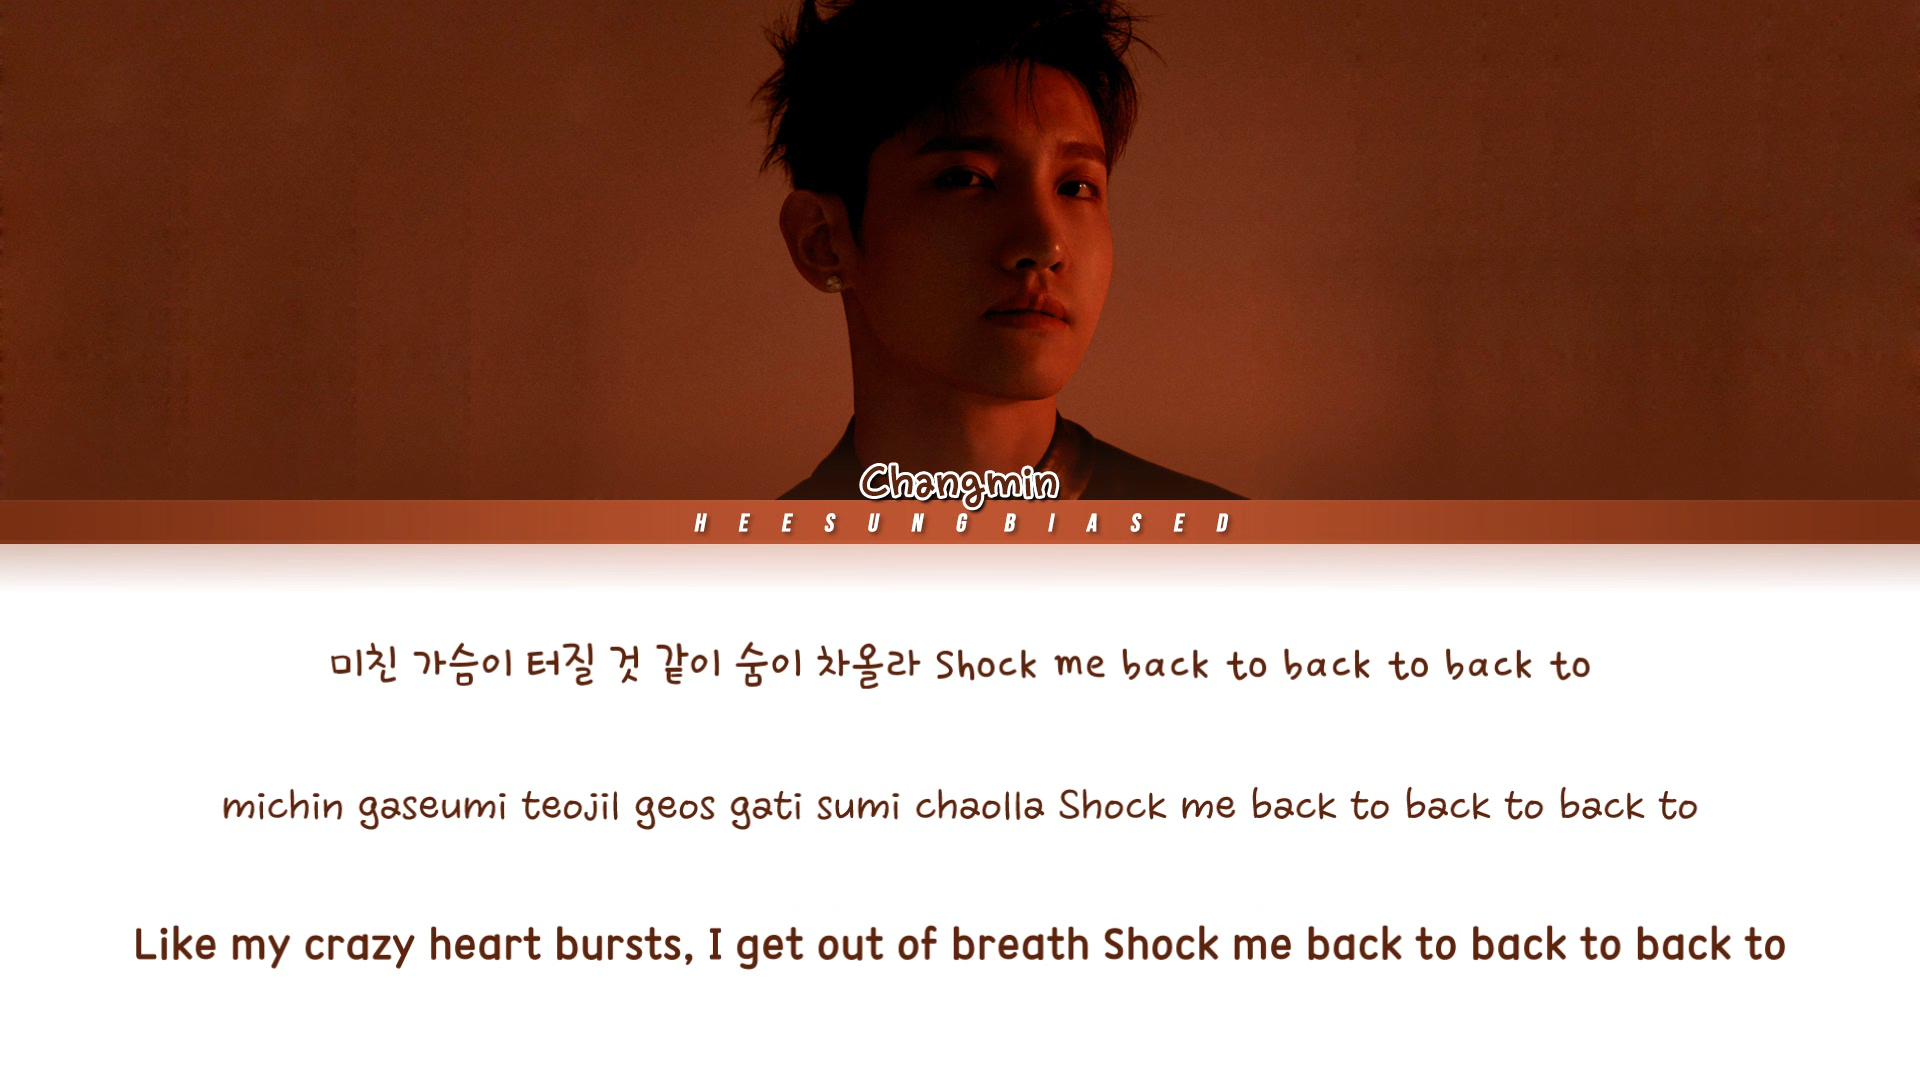 Changmin
HEESUNGBIASED
미친 가슴이 터질 것 같이 숨이 차올라 Shock me back to back to back to
michin gaseumi teojil geos gati sumi chaolla Shock me back to back to back to
Like my crazy heart bursts, I get out of breath Shock me back to back to back to